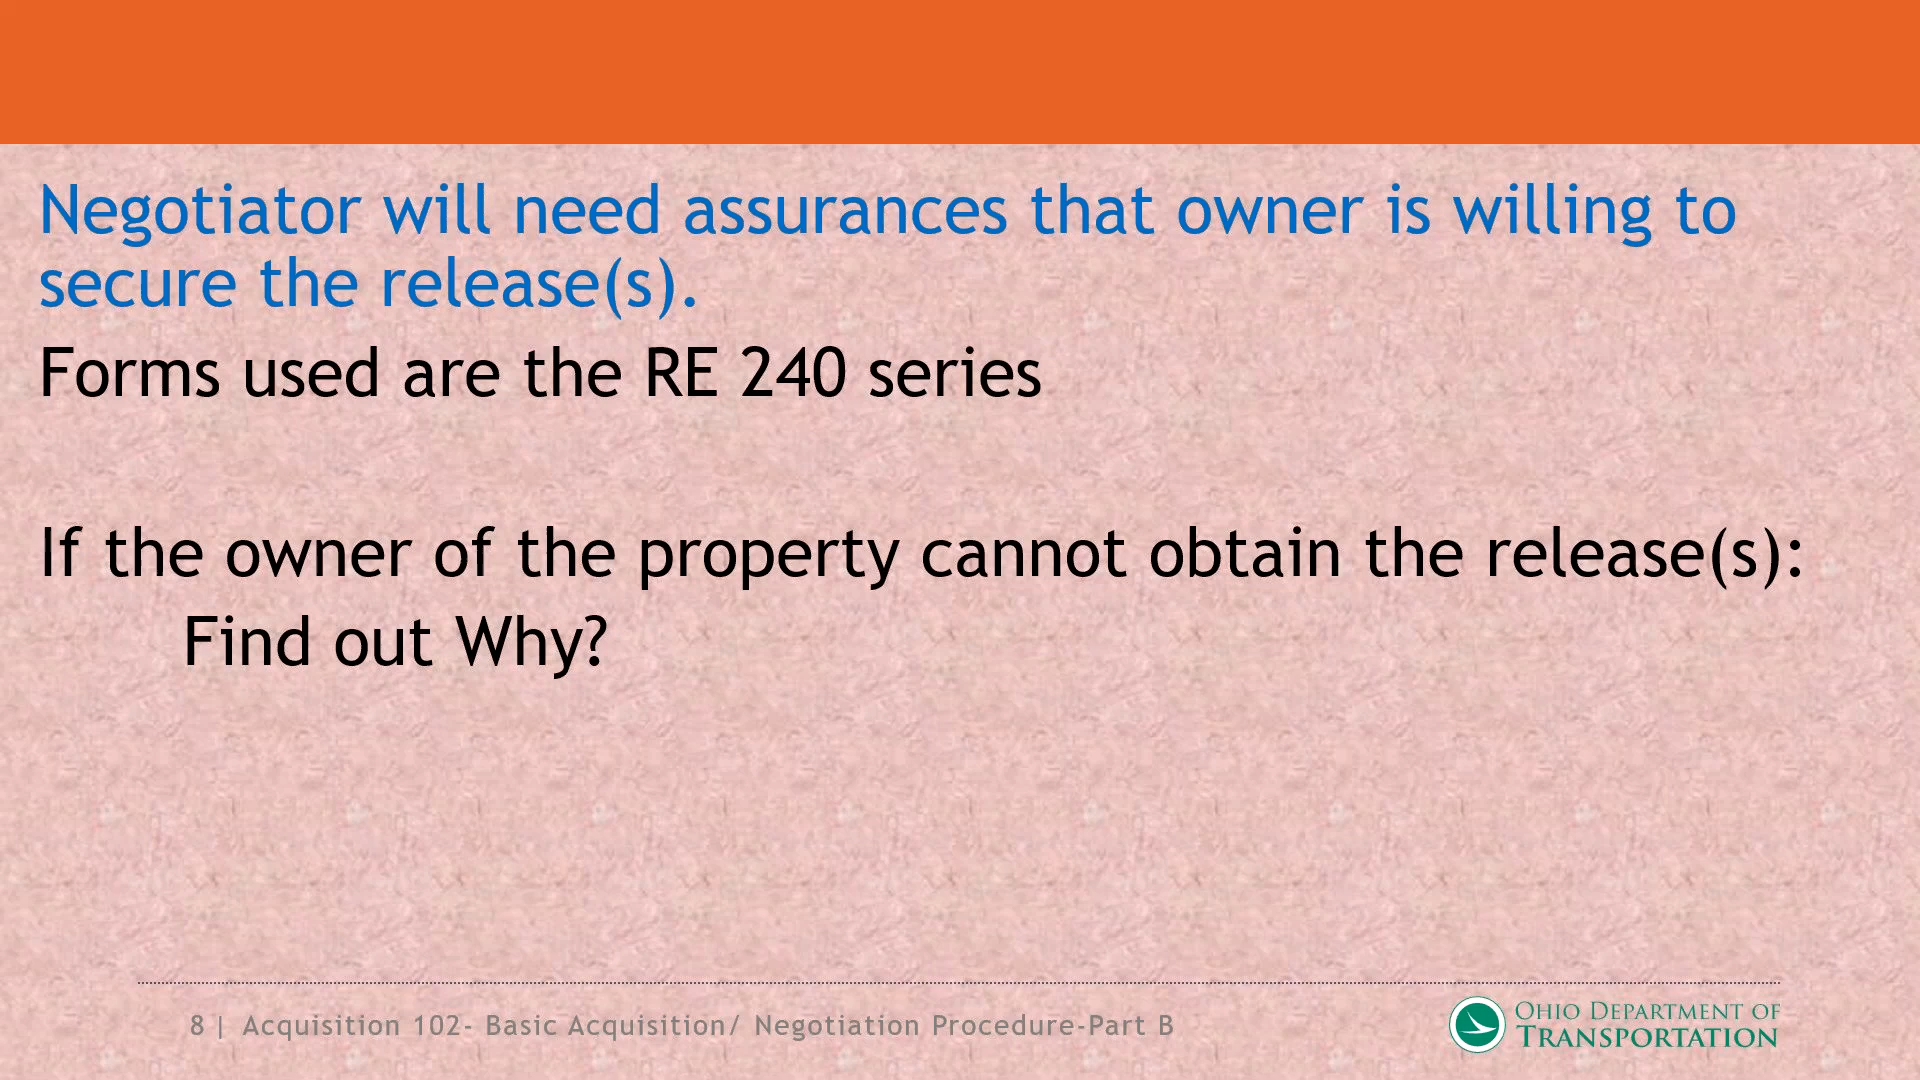 Negotiator will need assurances that owner is willing to
secure the release(s).
Forms used are the RE 240 series
If the owner of the property cannot obtain the release(s):
Find out Why?
8 | Acquisition 102- Basic Acquisition/ Negotiation Procedure-Part B
OHIO DEPARTMENT OF
TRANSPORTATION